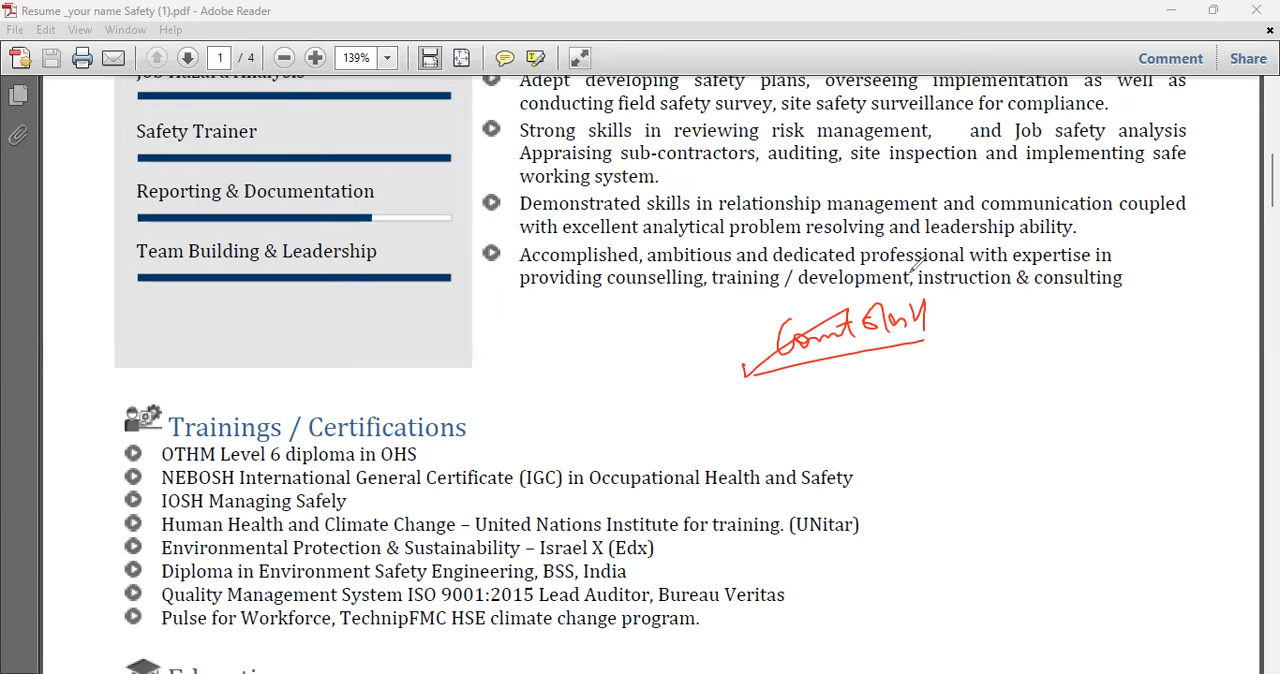 Resume _your name Safety (1).pdf - Adobe Reader
File Edit View Window Help
1 / 4 139% Comment Share
Job Hazard Analysis
Safety Trainer
Reporting & Documentation
Team Building & Leadership
Adept developing safety plans, overseeing implementation as well as
conducting field safety survey, site safety surveillance for compliance.
Strong skills in reviewing risk management, and Job safety analysis
Appraising sub-contractors, auditing, site inspection and implementing safe
working system.
Demonstrated skills in relationship management and communication coupled
with excellent analytical problem resolving and leadership ability.
Accomplished, ambitious and dedicated professional with expertise in
providing counselling, training / development, instruction & consulting
Trainings / Certifications
OTHM Level 6 diploma in OHS
NEBOSH International General Certificate (IGC) in Occupational Health and Safety
IOSH Managing Safely
Human Health and Climate Change – United Nations Institute for training. (UNitar)
Environmental Protection & Sustainability – Israel X (Edx)
Diploma in Environment Safety Engineering, BSS, India
Quality Management System ISO 9001:2015 Lead Auditor, Bureau Veritas
Pulse for Workforce, TechnipFMC HSE climate change program.